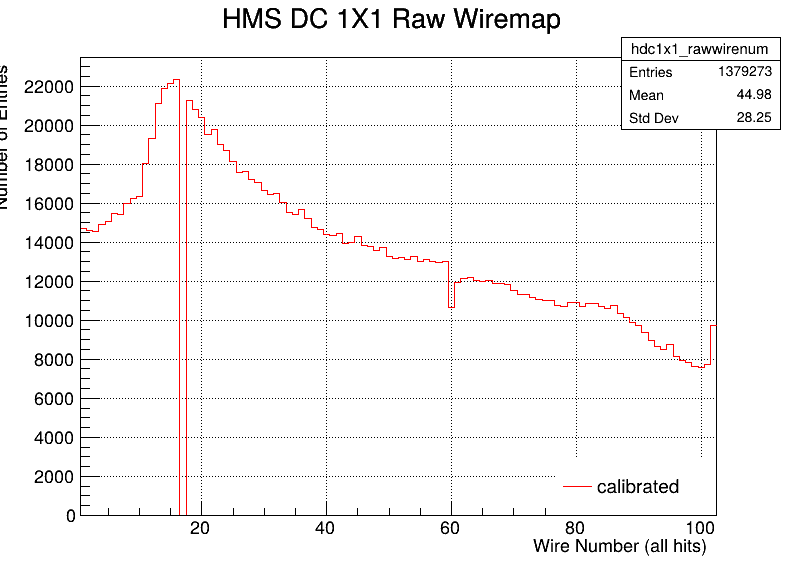 HMS DC 1X1 Raw Wiremap
hdc1x1_rawwirenum
Entries 1379273
Mean 44.98
Std Dev 28.25
Number of Entries
22000
20000
18000
16000
14000
12000
10000
8000
6000
4000
2000
0
calibrated
20 40 60 80 100
Wire Number (all hits)